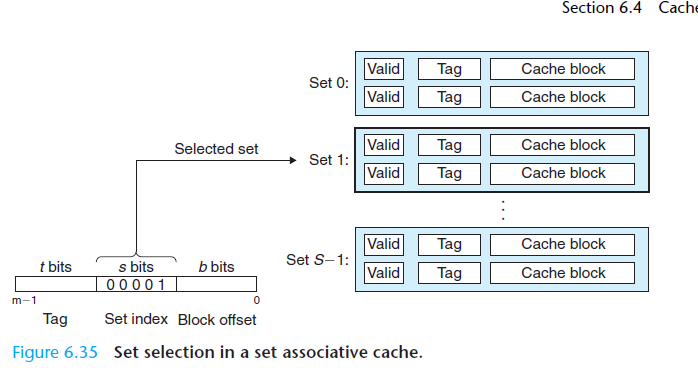 Section 6.4 Cache
Set 0:
Valid Tag Cache block
Valid Tag Cache block
Selected set
Set 1:
Valid Tag Cache block
Valid Tag Cache block
Set S−1:
Valid Tag Cache block
Valid Tag Cache block
t bits s bits b bits
0 0 0 0 1
m−1 0
Tag Set index Block offset
Figure 6.35 Set selection in a set associative cache.